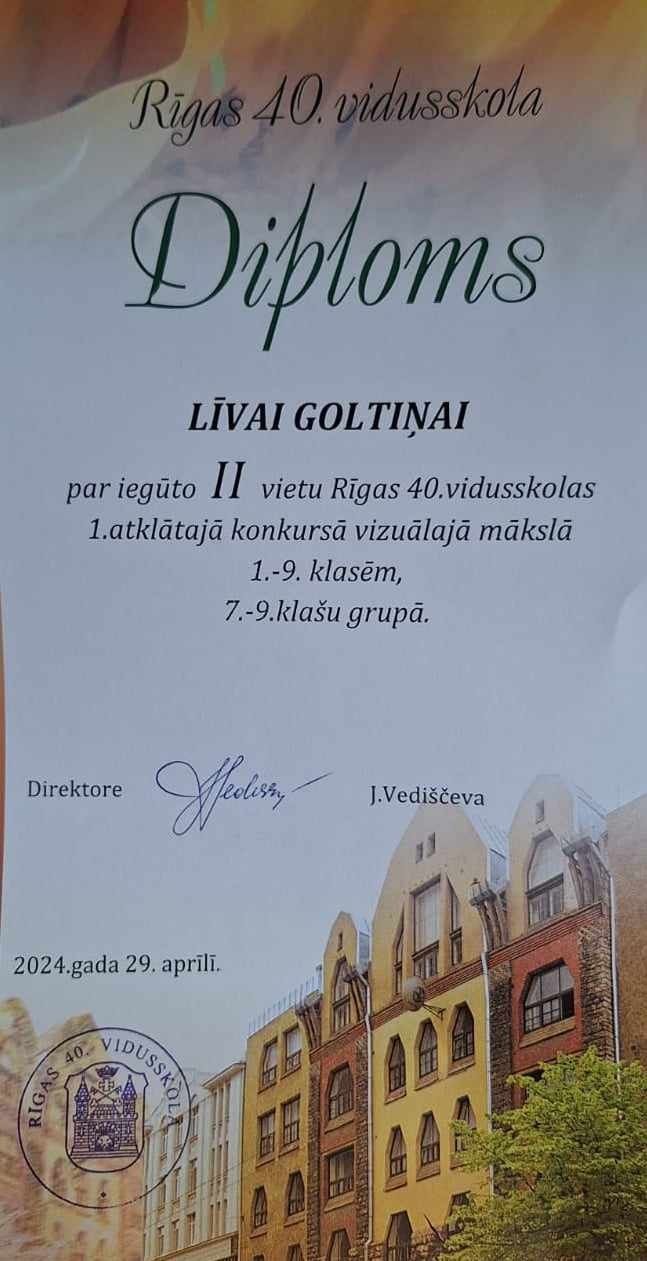 Rīgas 40. vidusskola
Diploms
LĪVAI GOLTIŅAI
par iegūto II vietu Rīgas 40.vidusskolas
1.atklātajā konkursā vizuālajā mākslā
1.-9. klasēm,
7.-9.klašu grupā.
Direktore J.Vediščeva
2024.gada 29. aprīlī.
RĪGAS 40. VIDUSSKOLA